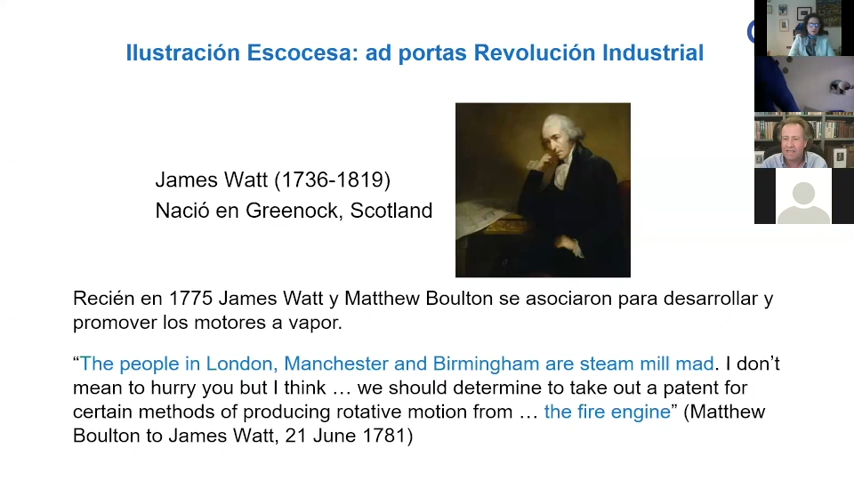 Ilustración Escocesa: ad portas Revolución Industrial
James Watt (1736-1819)
Nació en Greenock, Scotland
Recién en 1775 James Watt y Matthew Boulton se asociaron para desarrollar y
promover los motores a vapor.
“The people in London, Manchester and Birmingham are steam mill mad. I don’t
mean to hurry you but I think … we should determine to take out a patent for
certain methods of producing rotative motion from … the fire engine” (Matthew
Boulton to James Watt, 21 June 1781)